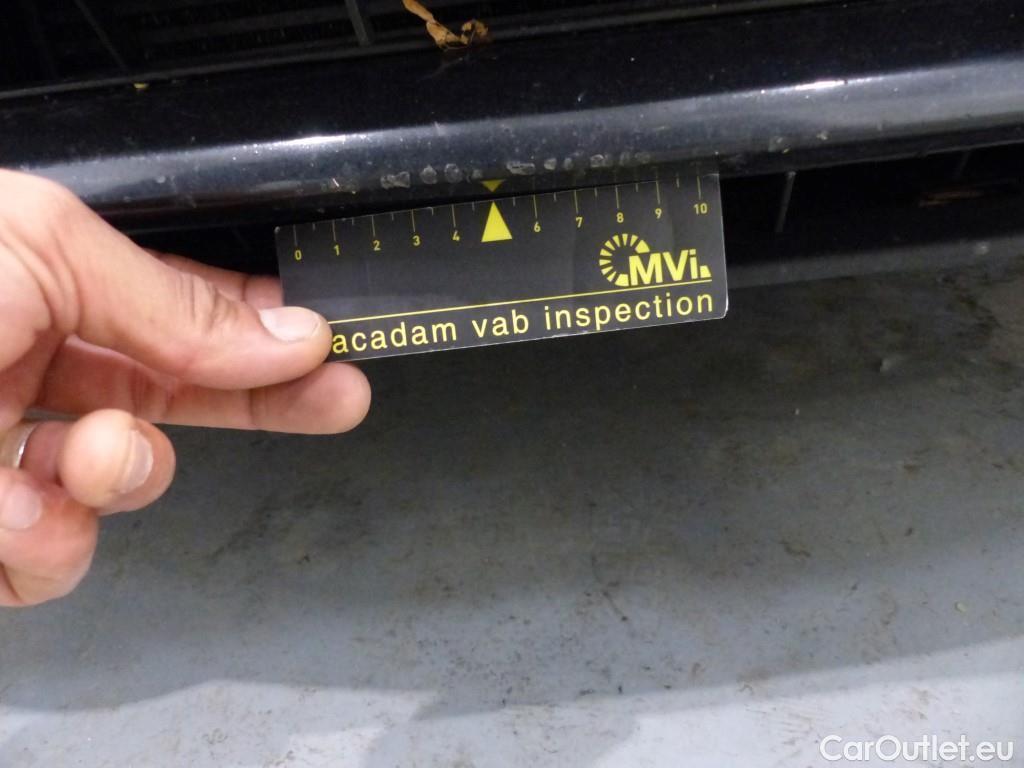 0 1 2 3 4 6 7 8 9 10
MVi.
acadam vab inspection
CarOutlet.eu